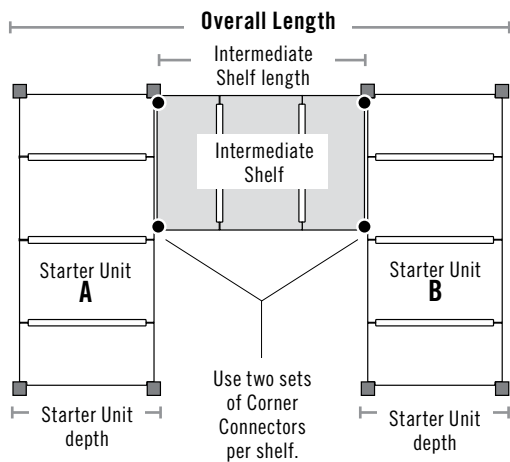 Overall Length
Intermediate
Shelf length
Intermediate
Shelf
Starter Unit
A
Starter Unit
B
Use two sets
of Corner
Connectors
per shelf.
Starter Unit
depth
Starter Unit
depth